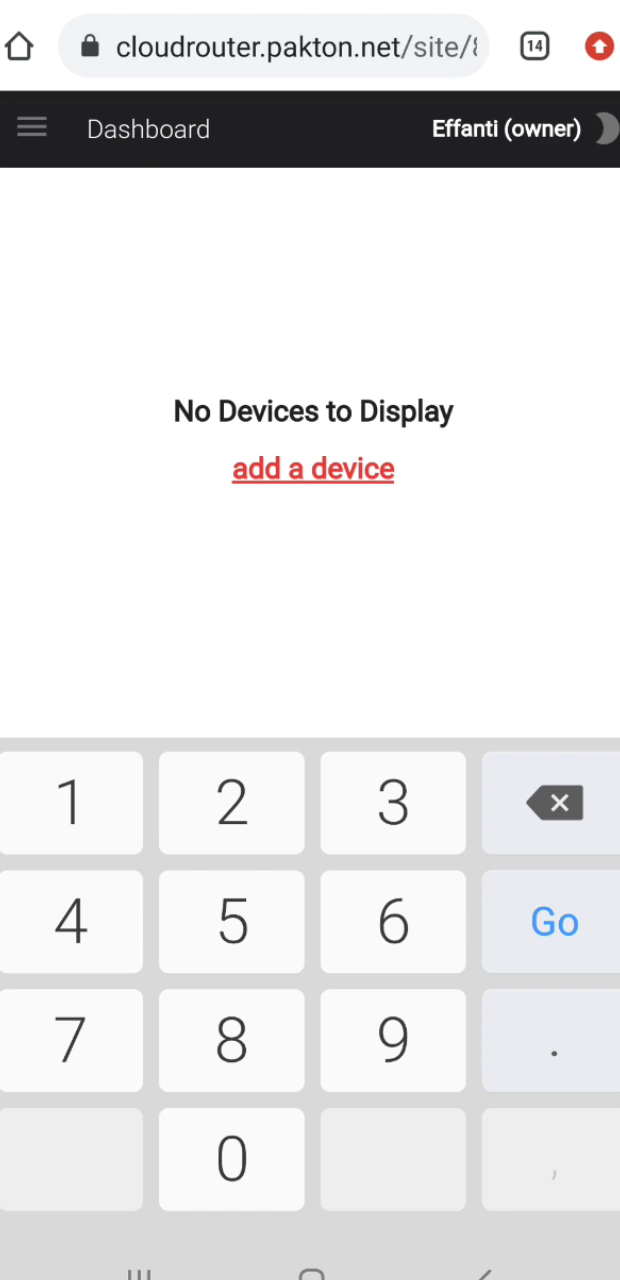 cloudrouter.pakton.net/site/
14
Dashboard
Effanti (owner)
No Devices to Display
add a device
1 2 3
4 5 6 Go
7 8 9 .
0 ,